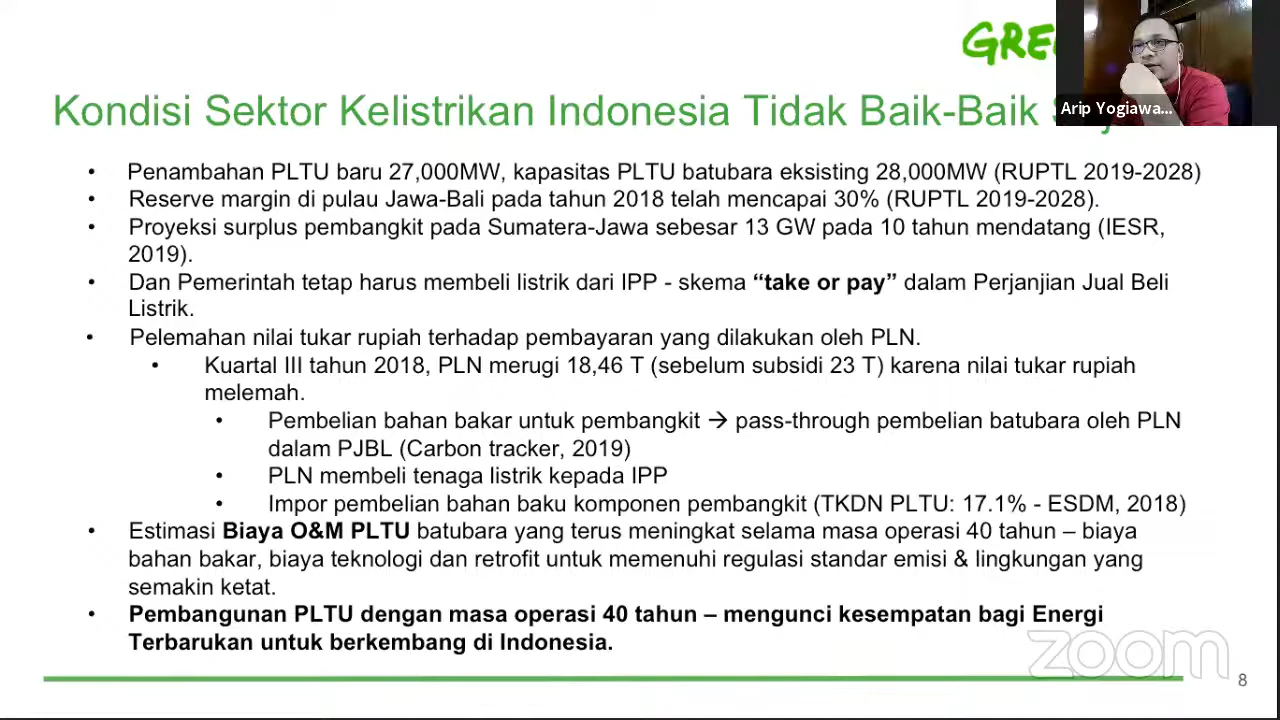 GRE
Arip Yogiawa...
Kondisi Sektor Kelistrikan Indonesia Tidak Baik-Baik
• Penambahan PLTU baru 27,000MW, kapasitas PLTU batubara eksisting 28,000MW (RUPTL 2019-2028)
• Reserve margin di pulau Jawa-Bali pada tahun 2018 telah mencapai 30% (RUPTL 2019-2028).
• Proyeksi surplus pembangkit pada Sumatera-Jawa sebesar 13 GW pada 10 tahun mendatang (IESR,
2019).
• Dan Pemerintah tetap harus membeli listrik dari IPP - skema “take or pay” dalam Perjanjian Jual Beli
Listrik.
• Pelemahan nilai tukar rupiah terhadap pembayaran yang dilakukan oleh PLN.
• Kuartal III tahun 2018, PLN merugi 18,46 T (sebelum subsidi 23 T) karena nilai tukar rupiah
melemah.
• Pembelian bahan bakar untuk pembangkit → pass-through pembelian batubara oleh PLN
dalam PJBL (Carbon tracker, 2019)
• PLN membeli tenaga listrik kepada IPP
• Impor pembelian bahan baku komponen pembangkit (TKDN PLTU: 17.1% - ESDM, 2018)
• Estimasi Biaya O&M PLTU batubara yang terus meningkat selama masa operasi 40 tahun – biaya
bahan bakar, biaya teknologi dan retrofit untuk memenuhi regulasi standar emisi & lingkungan yang
semakin ketat.
• Pembangunan PLTU dengan masa operasi 40 tahun – mengunci kesempatan bagi Energi
Terbarukan untuk berkembang di Indonesia.
zoom
8